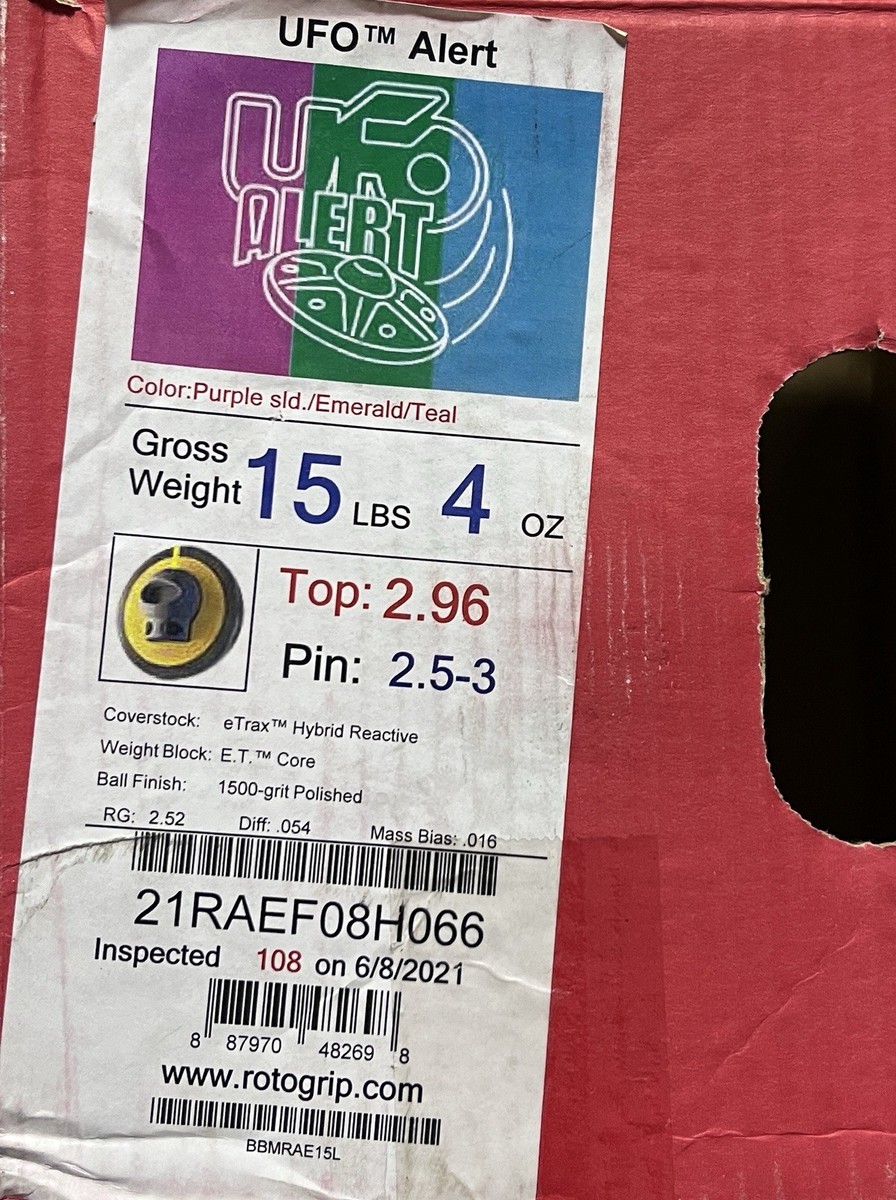 UFO™ Alert
UFO
ALERT
Color:Purple sld./Emerald/Teal
Gross Weight 15 LBS 4 OZ
Top: 2.96
Pin: 2.5-3
Coverstock: eTrax™ Hybrid Reactive
Weight Block: E.T.™ Core
Ball Finish: 1500-grit Polished
RG: 2.52 Diff: .054 Mass Bias: .016
21RAEF08H066
Inspected 108 on 6/8/2021
8 87970 48269 8
www.rotogrip.com
BBMRAE15L